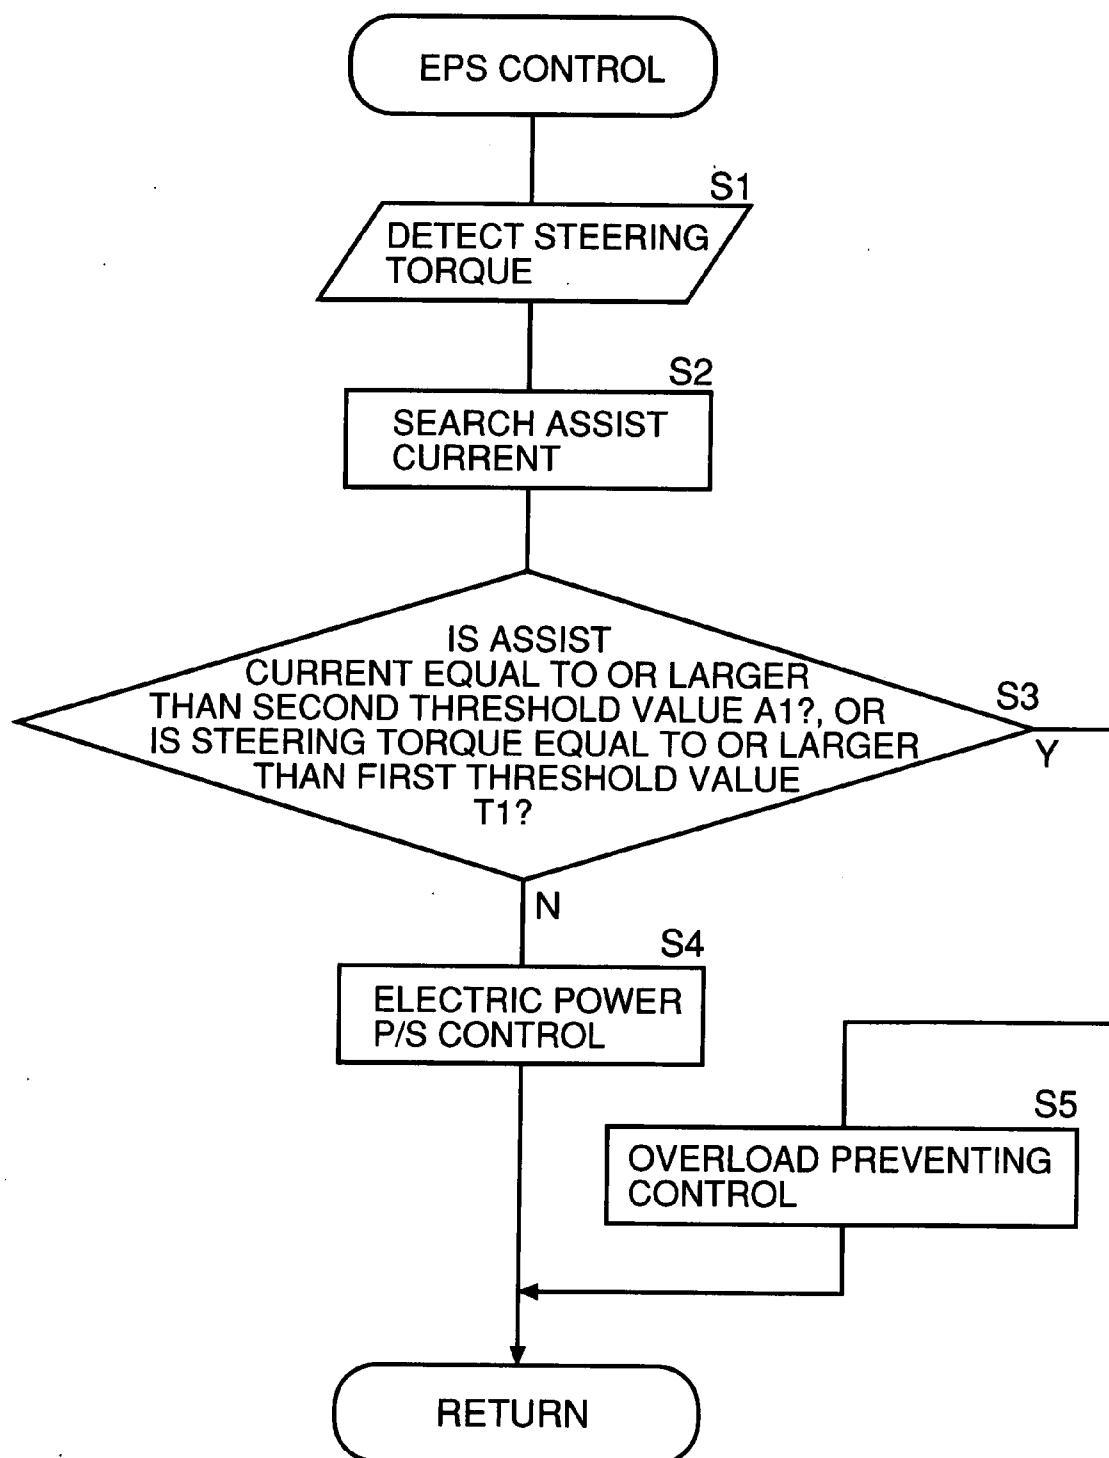 EPS CONTROL
S1
DETECT STEERING
TORQUE
S2
SEARCH ASSIST
CURRENT
IS ASSIST
CURRENT EQUAL TO OR LARGER
THAN SECOND THRESHOLD VALUE A1?, OR
IS STEERING TORQUE EQUAL TO OR LARGER
THAN FIRST THRESHOLD VALUE
T1?
S3
Y
N
S4
ELECTRIC POWER
P/S CONTROL
S5
OVERLOAD PREVENTING
CONTROL
RETURN